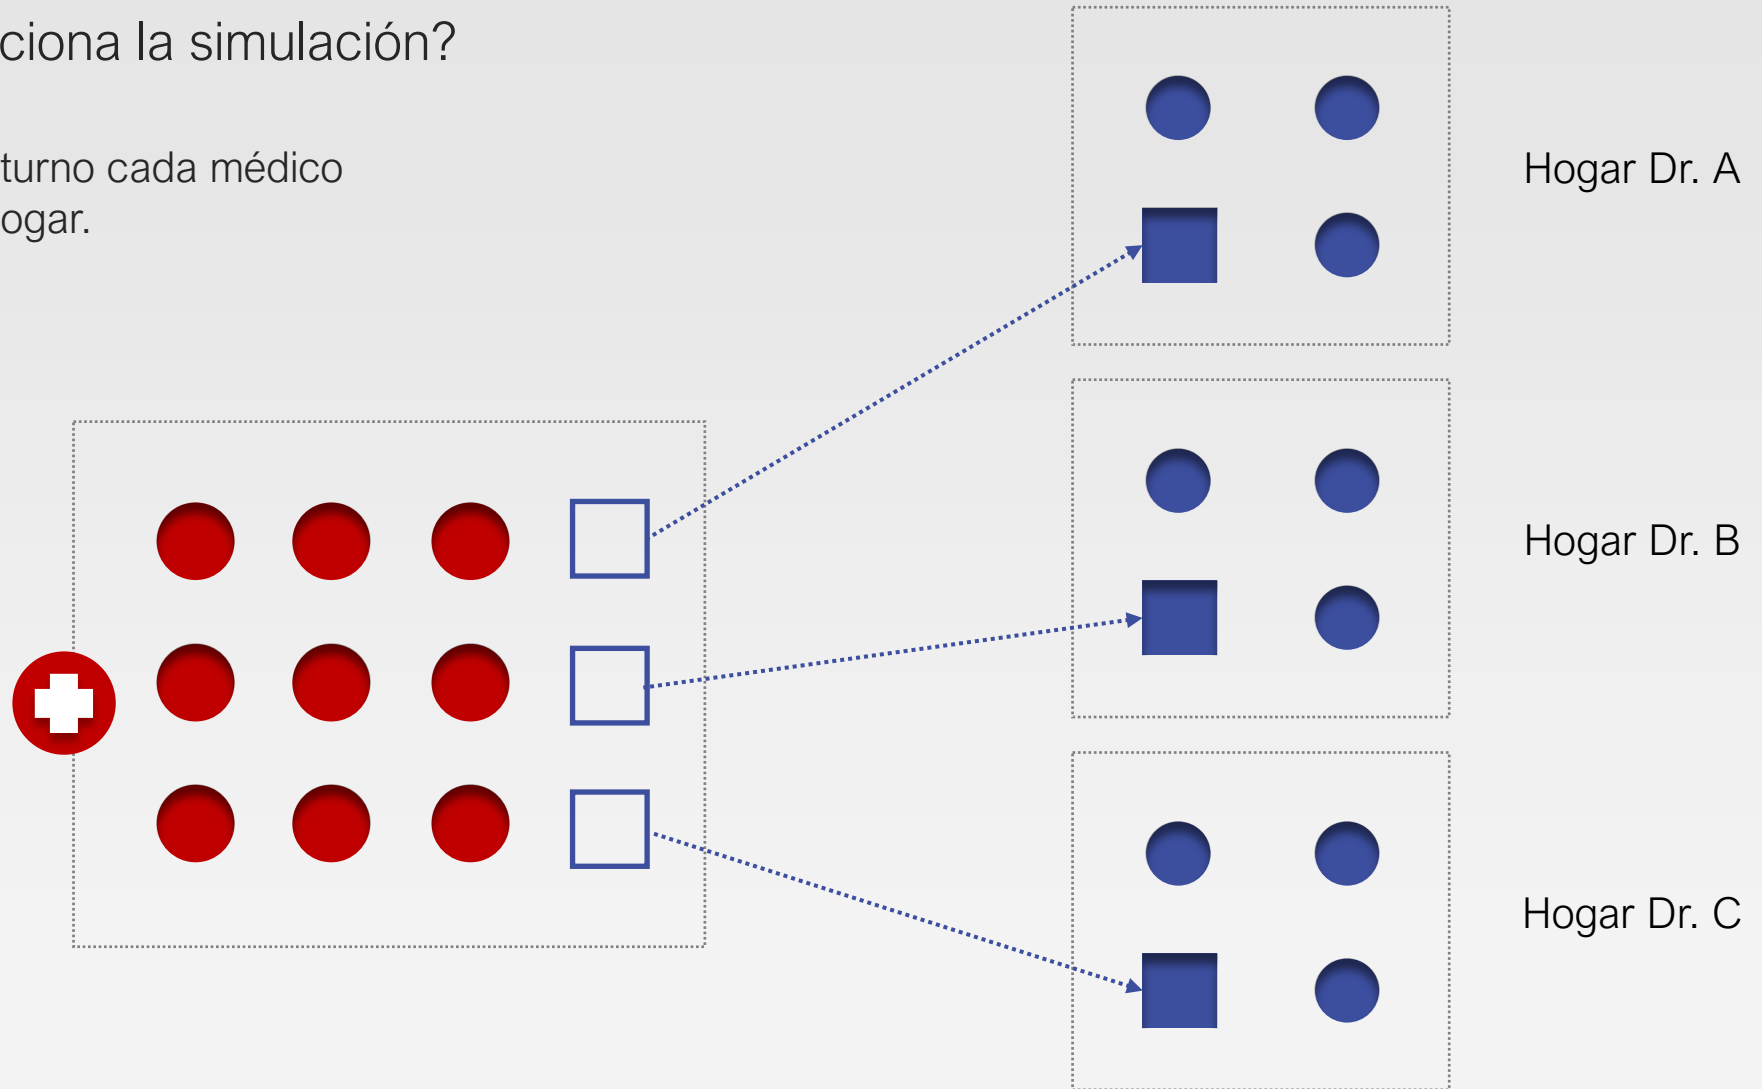 ciona la simulación?
turno cada médico
ogar.
Hogar Dr. A
Hogar Dr. B
Hogar Dr. C